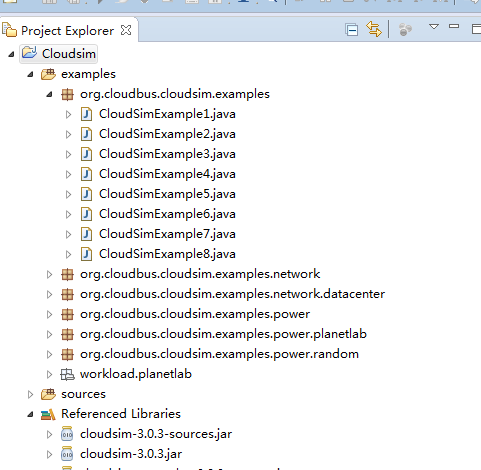 Project Explorer
Cloudsim
examples
org.cloudbus.cloudsim.examples
CloudSimExample1.java
CloudSimExample2.java
CloudSimExample3.java
CloudSimExample4.java
CloudSimExample5.java
CloudSimExample6.java
CloudSimExample7.java
CloudSimExample8.java
org.cloudbus.cloudsim.examples.network
org.cloudbus.cloudsim.examples.network.datacenter
org.cloudbus.cloudsim.examples.power
org.cloudbus.cloudsim.examples.power.planetlab
org.cloudbus.cloudsim.examples.power.random
workload.planetlab
sources
Referenced Libraries
cloudsim-3.0.3-sources.jar
cloudsim-3.0.3.jar